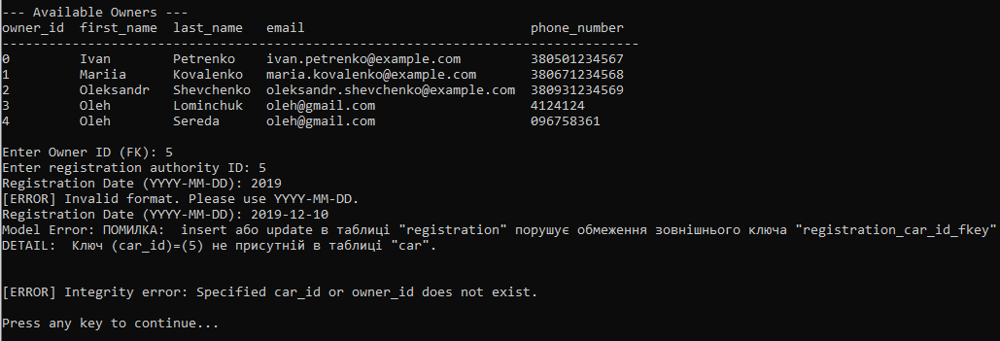 --- Available Owners ---
owner_id  first_name  last_name   email                             phone_number
----------------------------------------------------------------------------------
0         Ivan        Petrenko    ivan.petrenko@example.com         380501234567
1         Mariia      Kovalenko   maria.kovalenko@example.com       380671234568
2         Oleksandr   Shevchenko  oleksandr.shevchenko@example.com  380931234569
3         Oleh        Lominchuk   oleh@gmail.com                    4124124
4         Oleh        Sereda      oleh@gmail.com                    096758361
Enter Owner ID (FK): 5
Enter registration authority ID: 5
Registration Date (YYYY-MM-DD): 2019
[ERROR] Invalid format. Please use YYYY-MM-DD.
Registration Date (YYYY-MM-DD): 2019-12-10
Model Error: ПОМИЛКА:  insert або update в таблиці "registration" порушує обмеження зовнішнього ключа "registration_car_id_fkey"
DETAIL:  Ключ (car_id)=(5) не присутній в таблиці "car".
[ERROR] Integrity error: Specified car_id or owner_id does not exist.
Press any key to continue...